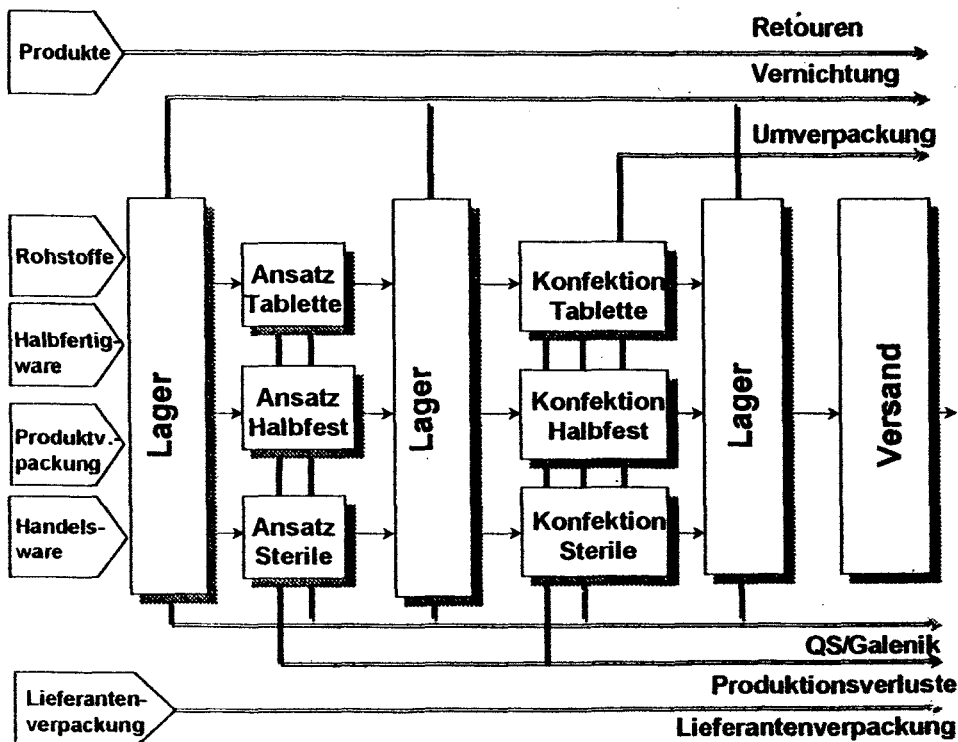 Produkte
Retouren
Vernichtung
Umverpackung
Rohstoffe
Halbfertig-
ware
Produktv.-
packung
Handels-
ware
Lager
Ansatz
Tablette
Ansatz
Halbfest
Ansatz
Sterile
Lager
Konfektion
Tablette
Konfektion
Halbfest
Konfektion
Sterile
Lager
Versand
QS/Galenik
Produktionsverluste
Lieferanten-
verpackung
Lieferantenverpackung